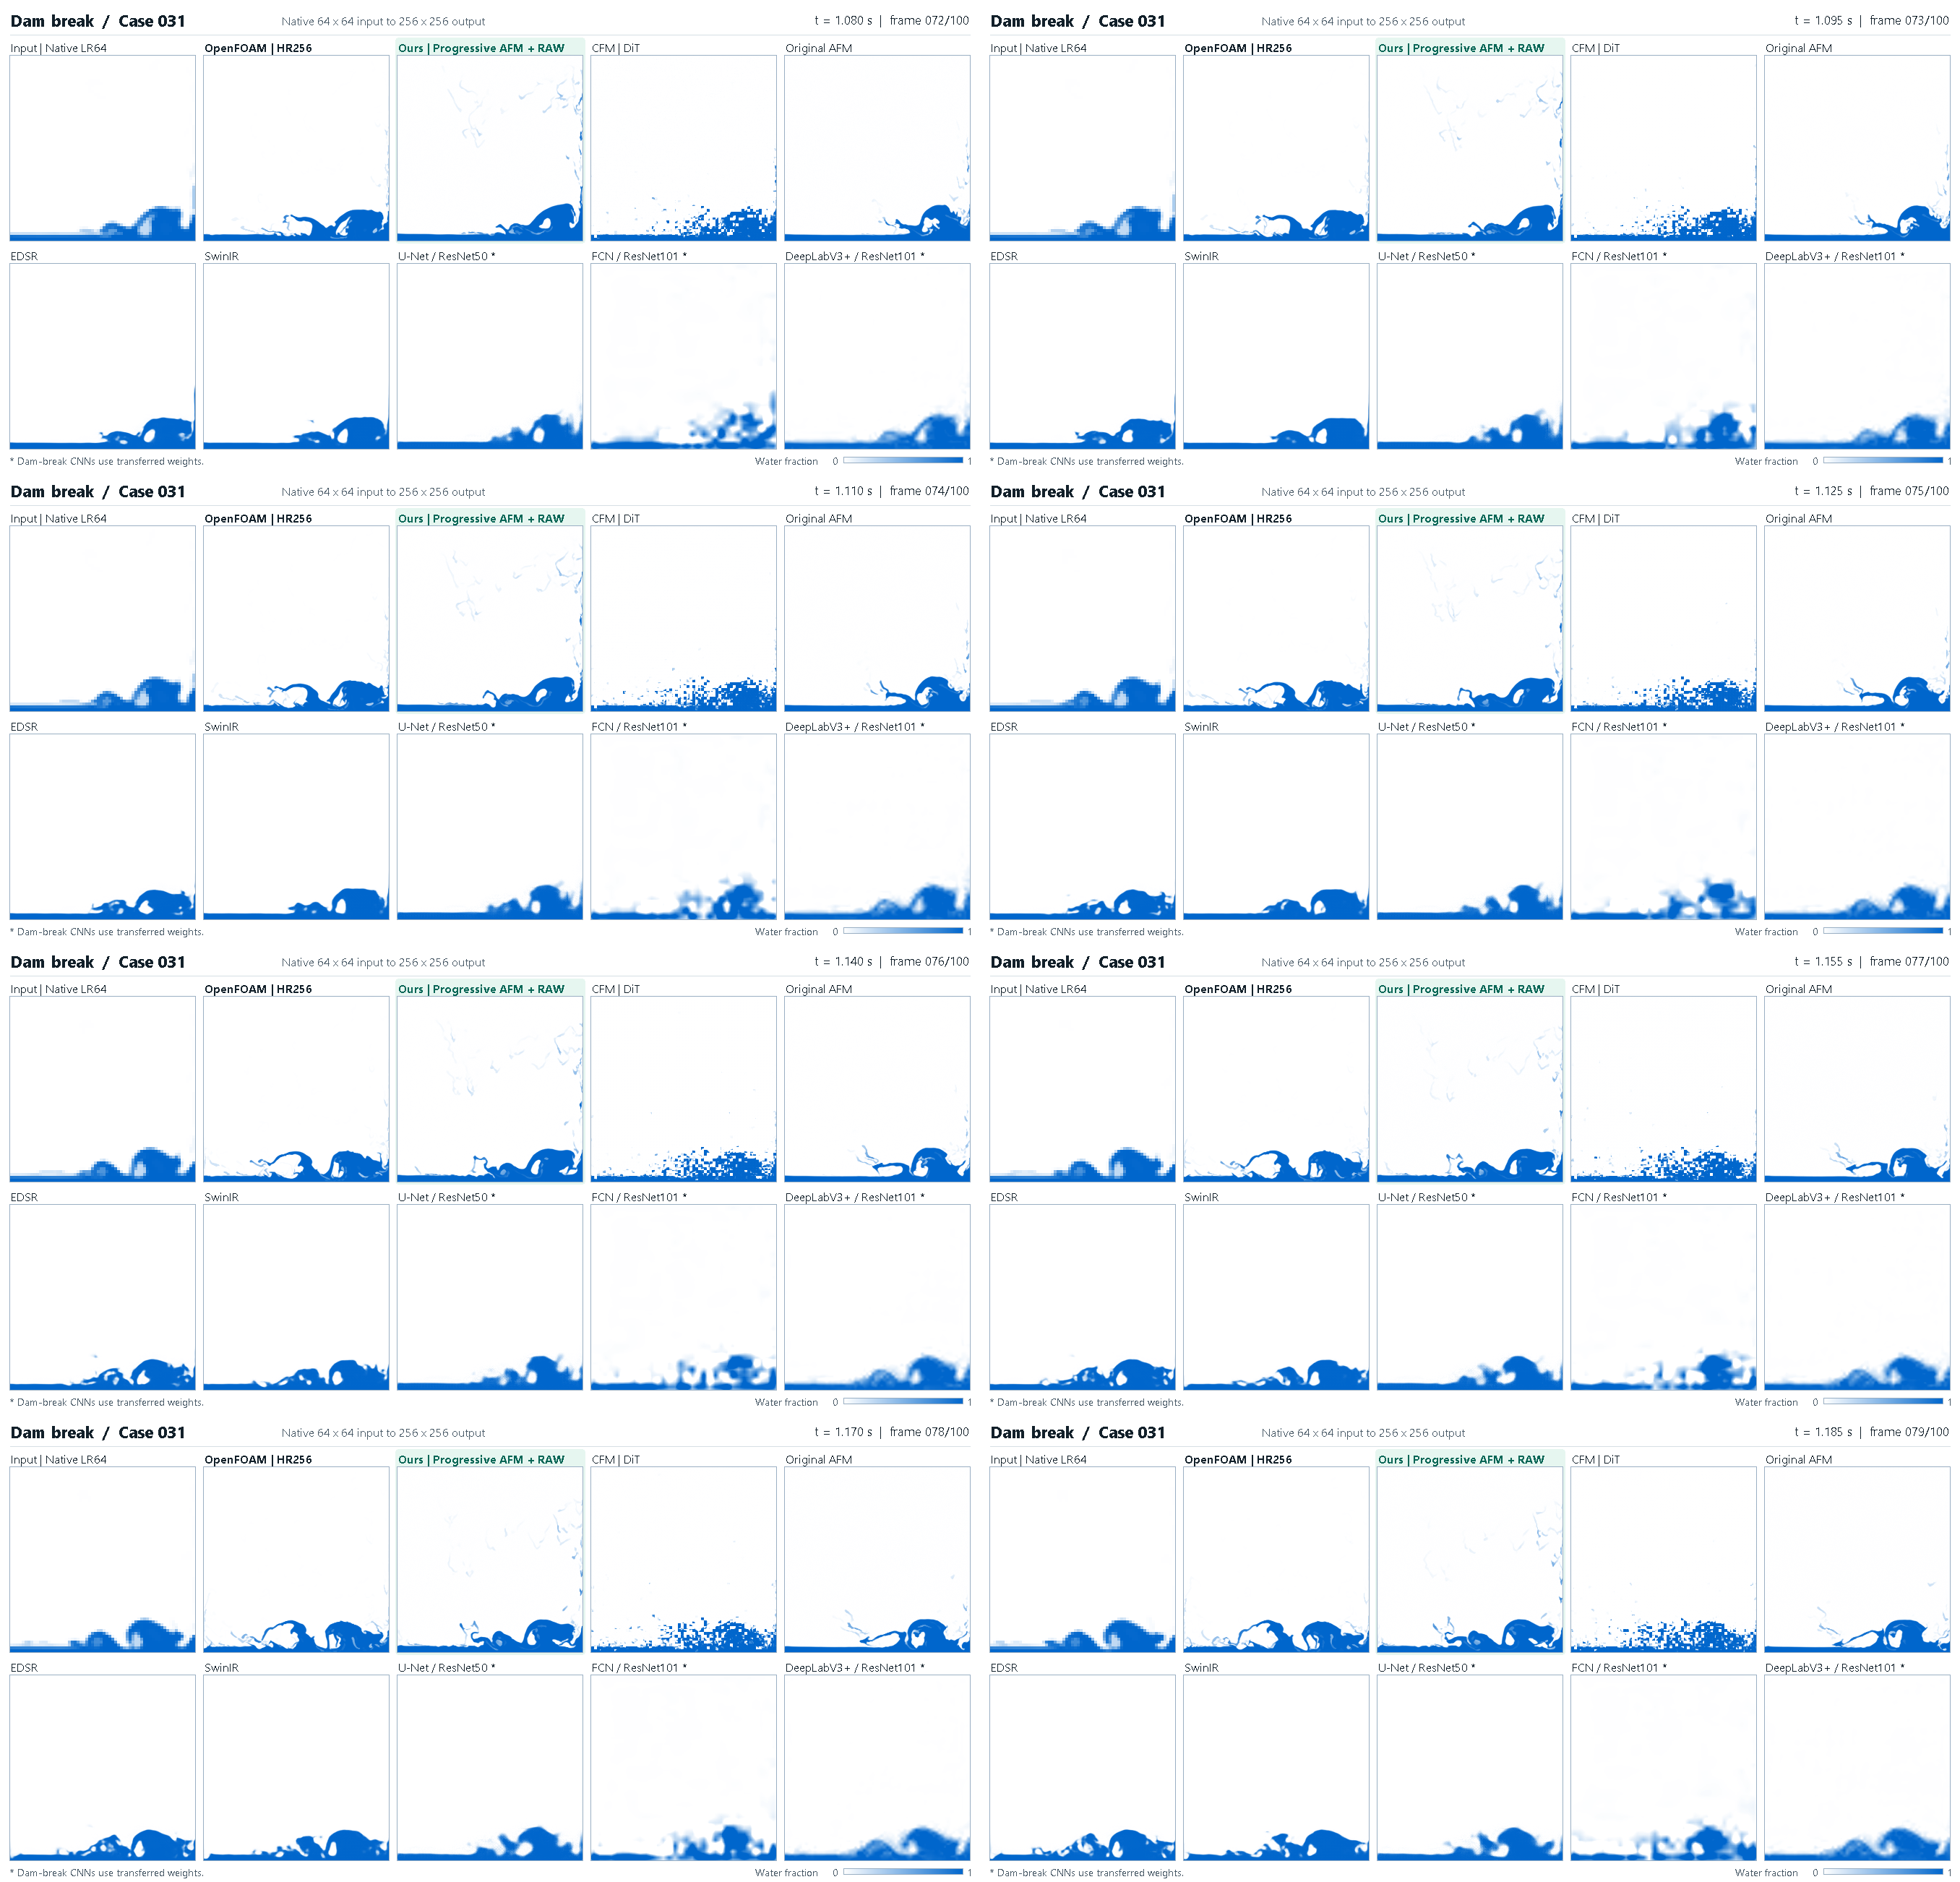 Dam break / Case 031 Native 64 x 64 input to 256 x 256 output t = 1.080 s | frame 072/100
Input | Native LR64 OpenFOAM | HR256 Ours | Progressive AFM + RAW CFM | DiT Original AFM
EDSR SwinIR U-Net / ResNet50 * FCN / ResNet101 * DeepLabV3+ / ResNet101 *
* Dam-break CNNs use transferred weights. Water fraction 0 1
Dam break / Case 031 Native 64 x 64 input to 256 x 256 output t = 1.095 s | frame 073/100
Input | Native LR64 OpenFOAM | HR256 Ours | Progressive AFM + RAW CFM | DiT Original AFM
EDSR SwinIR U-Net / ResNet50 * FCN / ResNet101 * DeepLabV3+ / ResNet101 *
* Dam-break CNNs use transferred weights. Water fraction 0 1
Dam break / Case 031 Native 64 x 64 input to 256 x 256 output t = 1.110 s | frame 074/100
Input | Native LR64 OpenFOAM | HR256 Ours | Progressive AFM + RAW CFM | DiT Original AFM
EDSR SwinIR U-Net / ResNet50 * FCN / ResNet101 * DeepLabV3+ / ResNet101 *
* Dam-break CNNs use transferred weights. Water fraction 0 1
Dam break / Case 031 Native 64 x 64 input to 256 x 256 output t = 1.125 s | frame 075/100
Input | Native LR64 OpenFOAM | HR256 Ours | Progressive AFM + RAW CFM | DiT Original AFM
EDSR SwinIR U-Net / ResNet50 * FCN / ResNet101 * DeepLabV3+ / ResNet101 *
* Dam-break CNNs use transferred weights. Water fraction 0 1
Dam break / Case 031 Native 64 x 64 input to 256 x 256 output t = 1.140 s | frame 076/100
Input | Native LR64 OpenFOAM | HR256 Ours | Progressive AFM + RAW CFM | DiT Original AFM
EDSR SwinIR U-Net / ResNet50 * FCN / ResNet101 * DeepLabV3+ / ResNet101 *
* Dam-break CNNs use transferred weights. Water fraction 0 1
Dam break / Case 031 Native 64 x 64 input to 256 x 256 output t = 1.155 s | frame 077/100
Input | Native LR64 OpenFOAM | HR256 Ours | Progressive AFM + RAW CFM | DiT Original AFM
EDSR SwinIR U-Net / ResNet50 * FCN / ResNet101 * DeepLabV3+ / ResNet101 *
* Dam-break CNNs use transferred weights. Water fraction 0 1
Dam break / Case 031 Native 64 x 64 input to 256 x 256 output t = 1.170 s | frame 078/100
Input | Native LR64 OpenFOAM | HR256 Ours | Progressive AFM + RAW CFM | DiT Original AFM
EDSR SwinIR U-Net / ResNet50 * FCN / ResNet101 * DeepLabV3+ / ResNet101 *
* Dam-break CNNs use transferred weights. Water fraction 0 1
Dam break / Case 031 Native 64 x 64 input to 256 x 256 output t = 1.185 s | frame 079/100
Input | Native LR64 OpenFOAM | HR256 Ours | Progressive AFM + RAW CFM | DiT Original AFM
EDSR SwinIR U-Net / ResNet50 * FCN / ResNet101 * DeepLabV3+ / ResNet101 *
* Dam-break CNNs use transferred weights. Water fraction 0 1